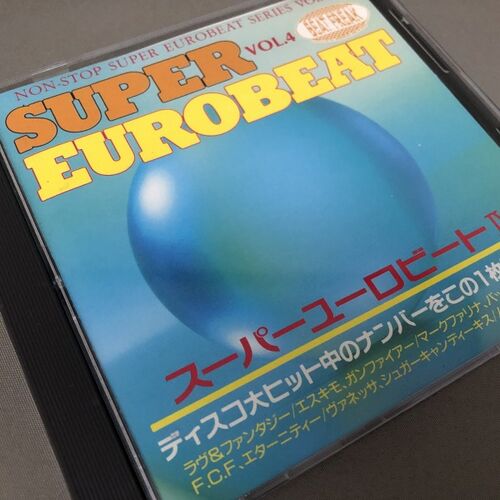 NON-STOP SUPER EUROBEAT SERIES VOL.
SUPER
VOL.4
BEAT FREAK
EUROBEAT
スーパーユーロビート IV
ディスコ大ヒット中のナンバーをこの1枚
ラヴ&ファンタジー/エスキモ、ガンファイアー/マークファリナ、
F.C.F、エターニティー/ヴァネッサ、シュガーキャンディーキス/